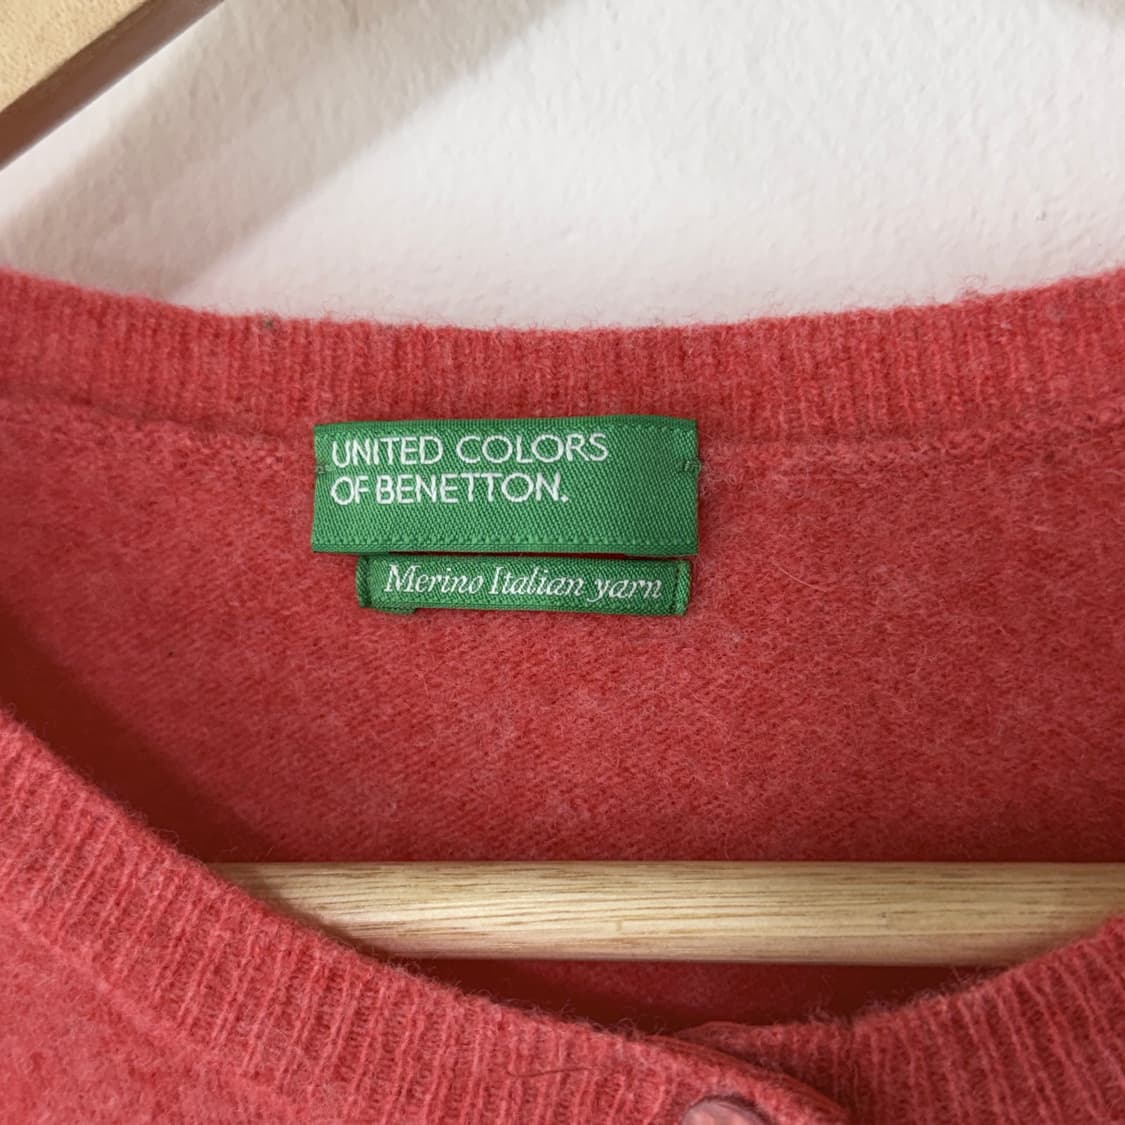 UNITED COLORS
OF BENETTON.
Merino Italian yarn